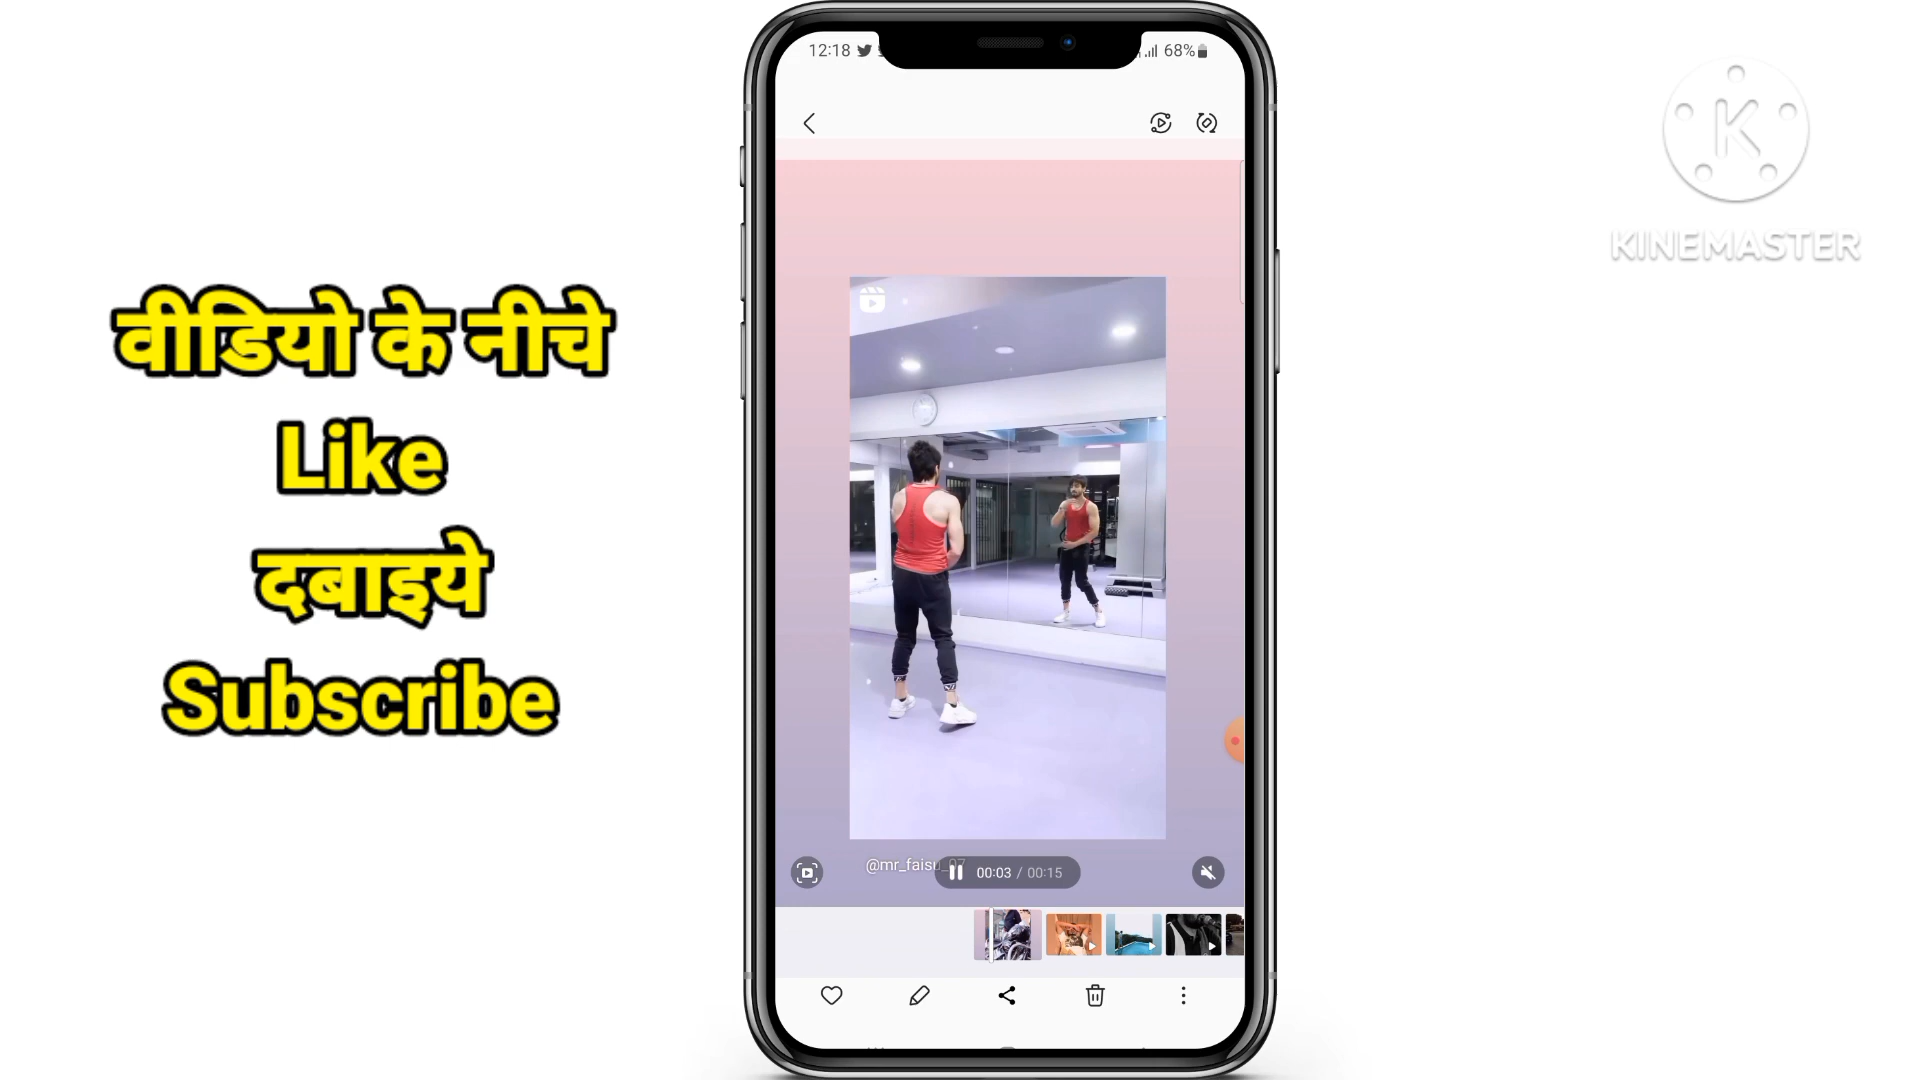 वीडियो के नीचे
Like
दबाइये
Subscribe
12:18
68%
@mr_faisu_07
00:03 / 00:15
K
KINEMASTER